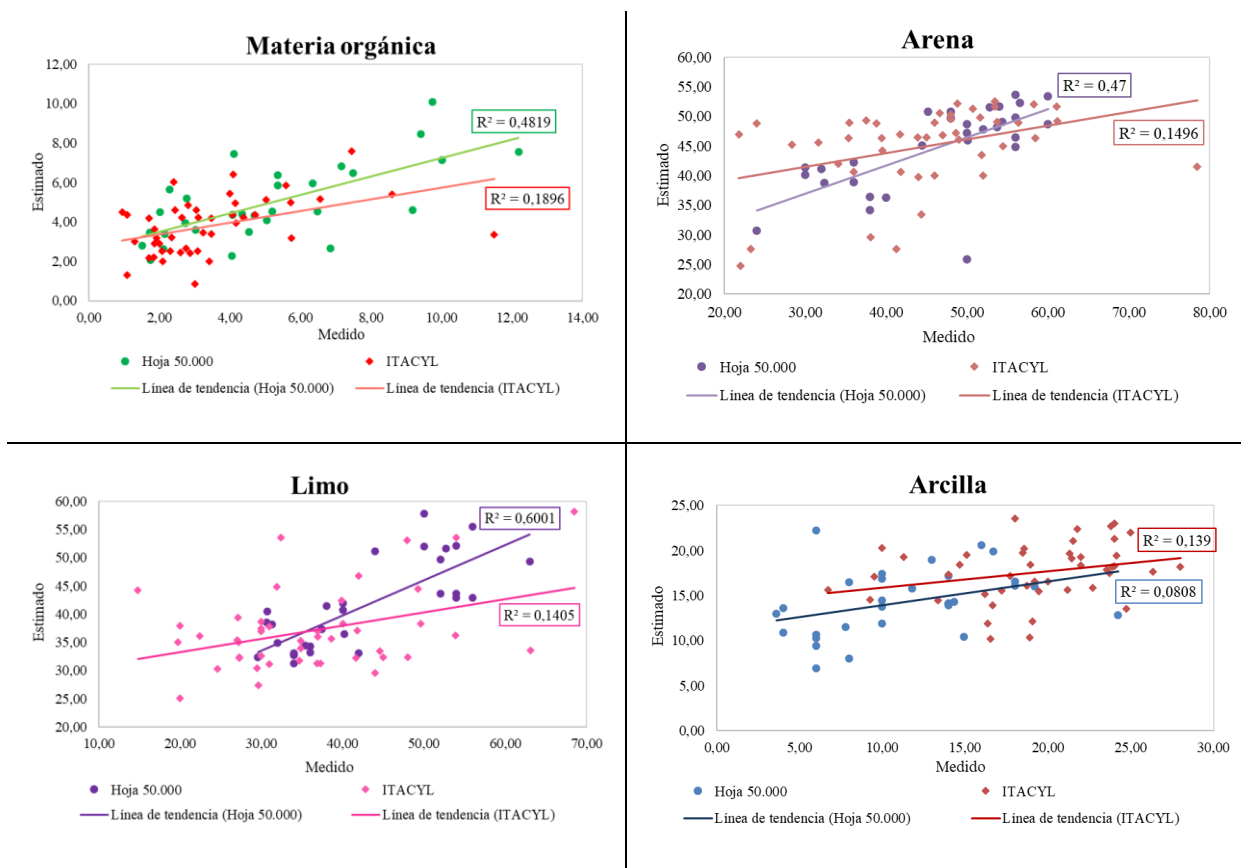 Materia orgánica
12,00
10,00
8,00
6,00
4,00
2,00
0,00
Estimado
R² = 0,4819
R² = 0,1896
0,00 2,00 4,00 6,00 8,00 10,00 12,00 14,00
Medido
Hoja 50.000 ITACYL
Línea de tendencia (Hoja 50.000) Línea de tendencia (ITACYL)
Arena
60,00
55,00
50,00
45,00
40,00
35,00
30,00
25,00
20,00
Estimado
R² = 0,47
R² = 0,1496
20,00 30,00 40,00 50,00 60,00 70,00 80,00
Medido
Hoja 50.000 ITACYL
Línea de tendencia (Hoja 50.000) Línea de tendencia (ITACYL)
Limo
60,00
55,00
50,00
45,00
40,00
35,00
30,00
25,00
20,00
Estimado
R² = 0,6001
R² = 0,1405
10,00 20,00 30,00 40,00 50,00 60,00 70,00
Medido
Hoja 50.000 ITACYL
Línea de tendencia (Hoja 50.000) Línea de tendencia (ITACYL)
Arcilla
25,00
20,00
15,00
10,00
5,00
0,00
Estimado
R² = 0,139
R² = 0,0808
0,00 5,00 10,00 15,00 20,00 25,00 30,00
Medido
Hoja 50.000 ITACYL
Línea de tendencia (Hoja 50.000) Línea de tendencia (ITACYL)